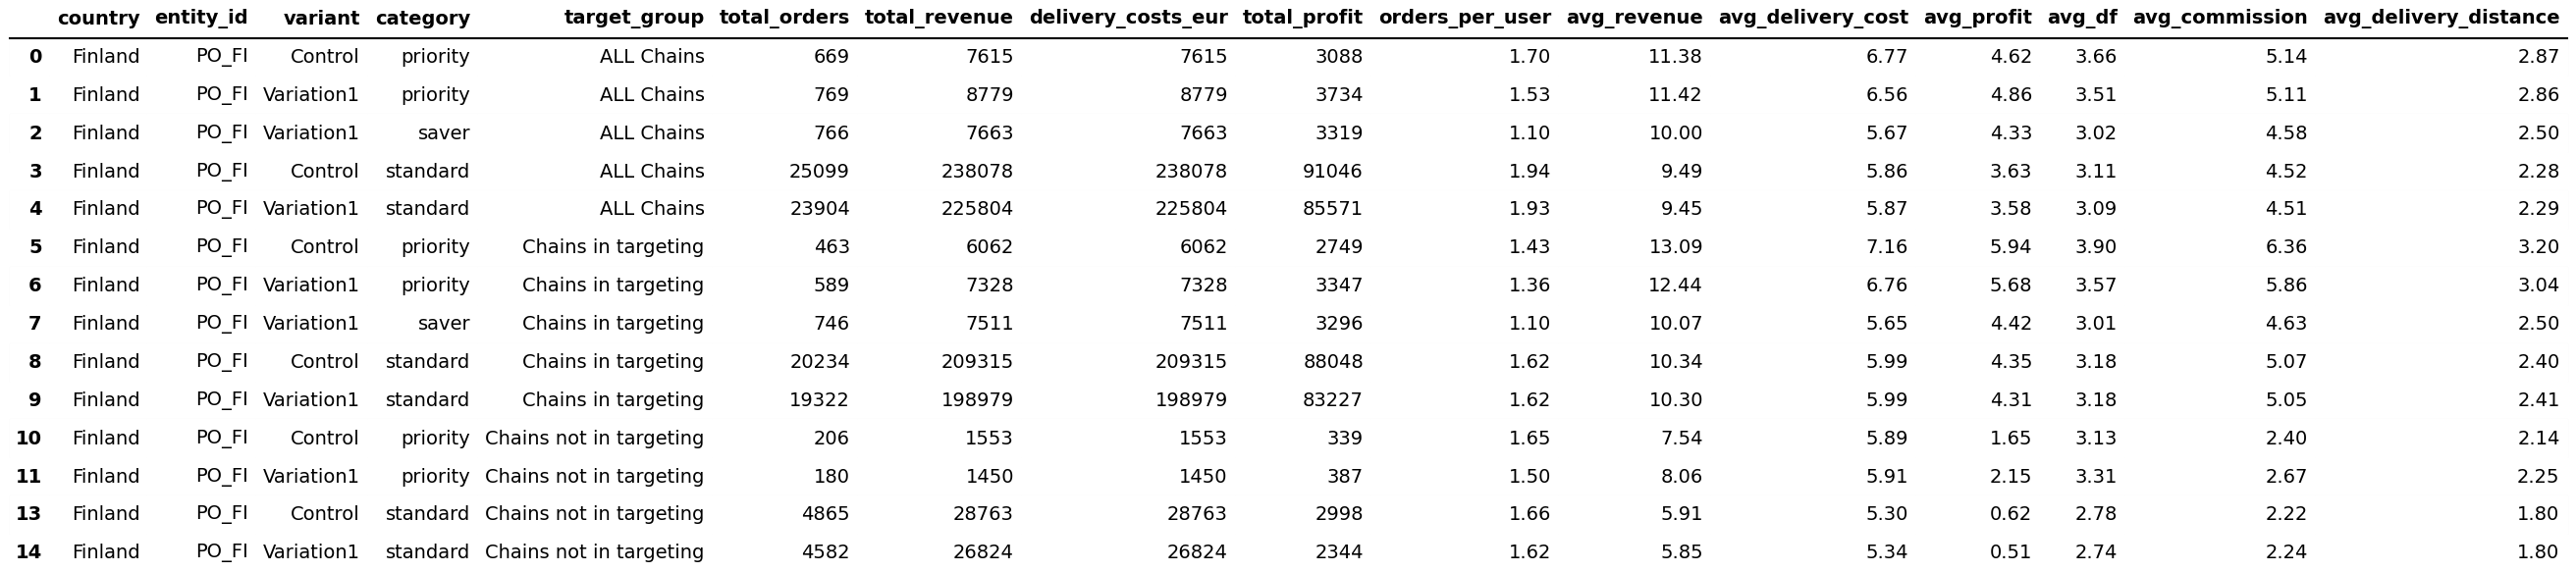 country entity_id variant category target_group total_orders total_revenue delivery_costs_eur total_profit orders_per_user avg_revenue avg_delivery_cost avg_profit avg_df avg_commission avg_delivery_distance
0 Finland PO_FI Control priority ALL Chains 669 7615 7615 3088 1.70 11.38 6.77 4.62 3.66 5.14 2.87
1 Finland PO_FI Variation1 priority ALL Chains 769 8779 8779 3734 1.53 11.42 6.56 4.86 3.51 5.11 2.86
2 Finland PO_FI Variation1 saver ALL Chains 766 7663 7663 3319 1.10 10.00 5.67 4.33 3.02 4.58 2.50
3 Finland PO_FI Control standard ALL Chains 25099 238078 238078 91046 1.94 9.49 5.86 3.63 3.11 4.52 2.28
4 Finland PO_FI Variation1 standard ALL Chains 23904 225804 225804 85571 1.93 9.45 5.87 3.58 3.09 4.51 2.29
5 Finland PO_FI Control priority Chains in targeting 463 6062 6062 2749 1.43 13.09 7.16 5.94 3.90 6.36 3.20
6 Finland PO_FI Variation1 priority Chains in targeting 589 7328 7328 3347 1.36 12.44 6.76 5.68 3.57 5.86 3.04
7 Finland PO_FI Variation1 saver Chains in targeting 746 7511 7511 3296 1.10 10.07 5.65 4.42 3.01 4.63 2.50
8 Finland PO_FI Control standard Chains in targeting 20234 209315 209315 88048 1.62 10.34 5.99 4.35 3.18 5.07 2.40
9 Finland PO_FI Variation1 standard Chains in targeting 19322 198979 198979 83227 1.62 10.30 5.99 4.31 3.18 5.05 2.41
10 Finland PO_FI Control priority Chains not in targeting 206 1553 1553 339 1.65 7.54 5.89 1.65 3.13 2.40 2.14
11 Finland PO_FI Variation1 priority Chains not in targeting 180 1450 1450 387 1.50 8.06 5.91 2.15 3.31 2.67 2.25
13 Finland PO_FI Control standard Chains not in targeting 4865 28763 28763 2998 1.66 5.91 5.30 0.62 2.78 2.22 1.80
14 Finland PO_FI Variation1 standard Chains not in targeting 4582 26824 26824 2344 1.62 5.85 5.34 0.51 2.74 2.24 1.80